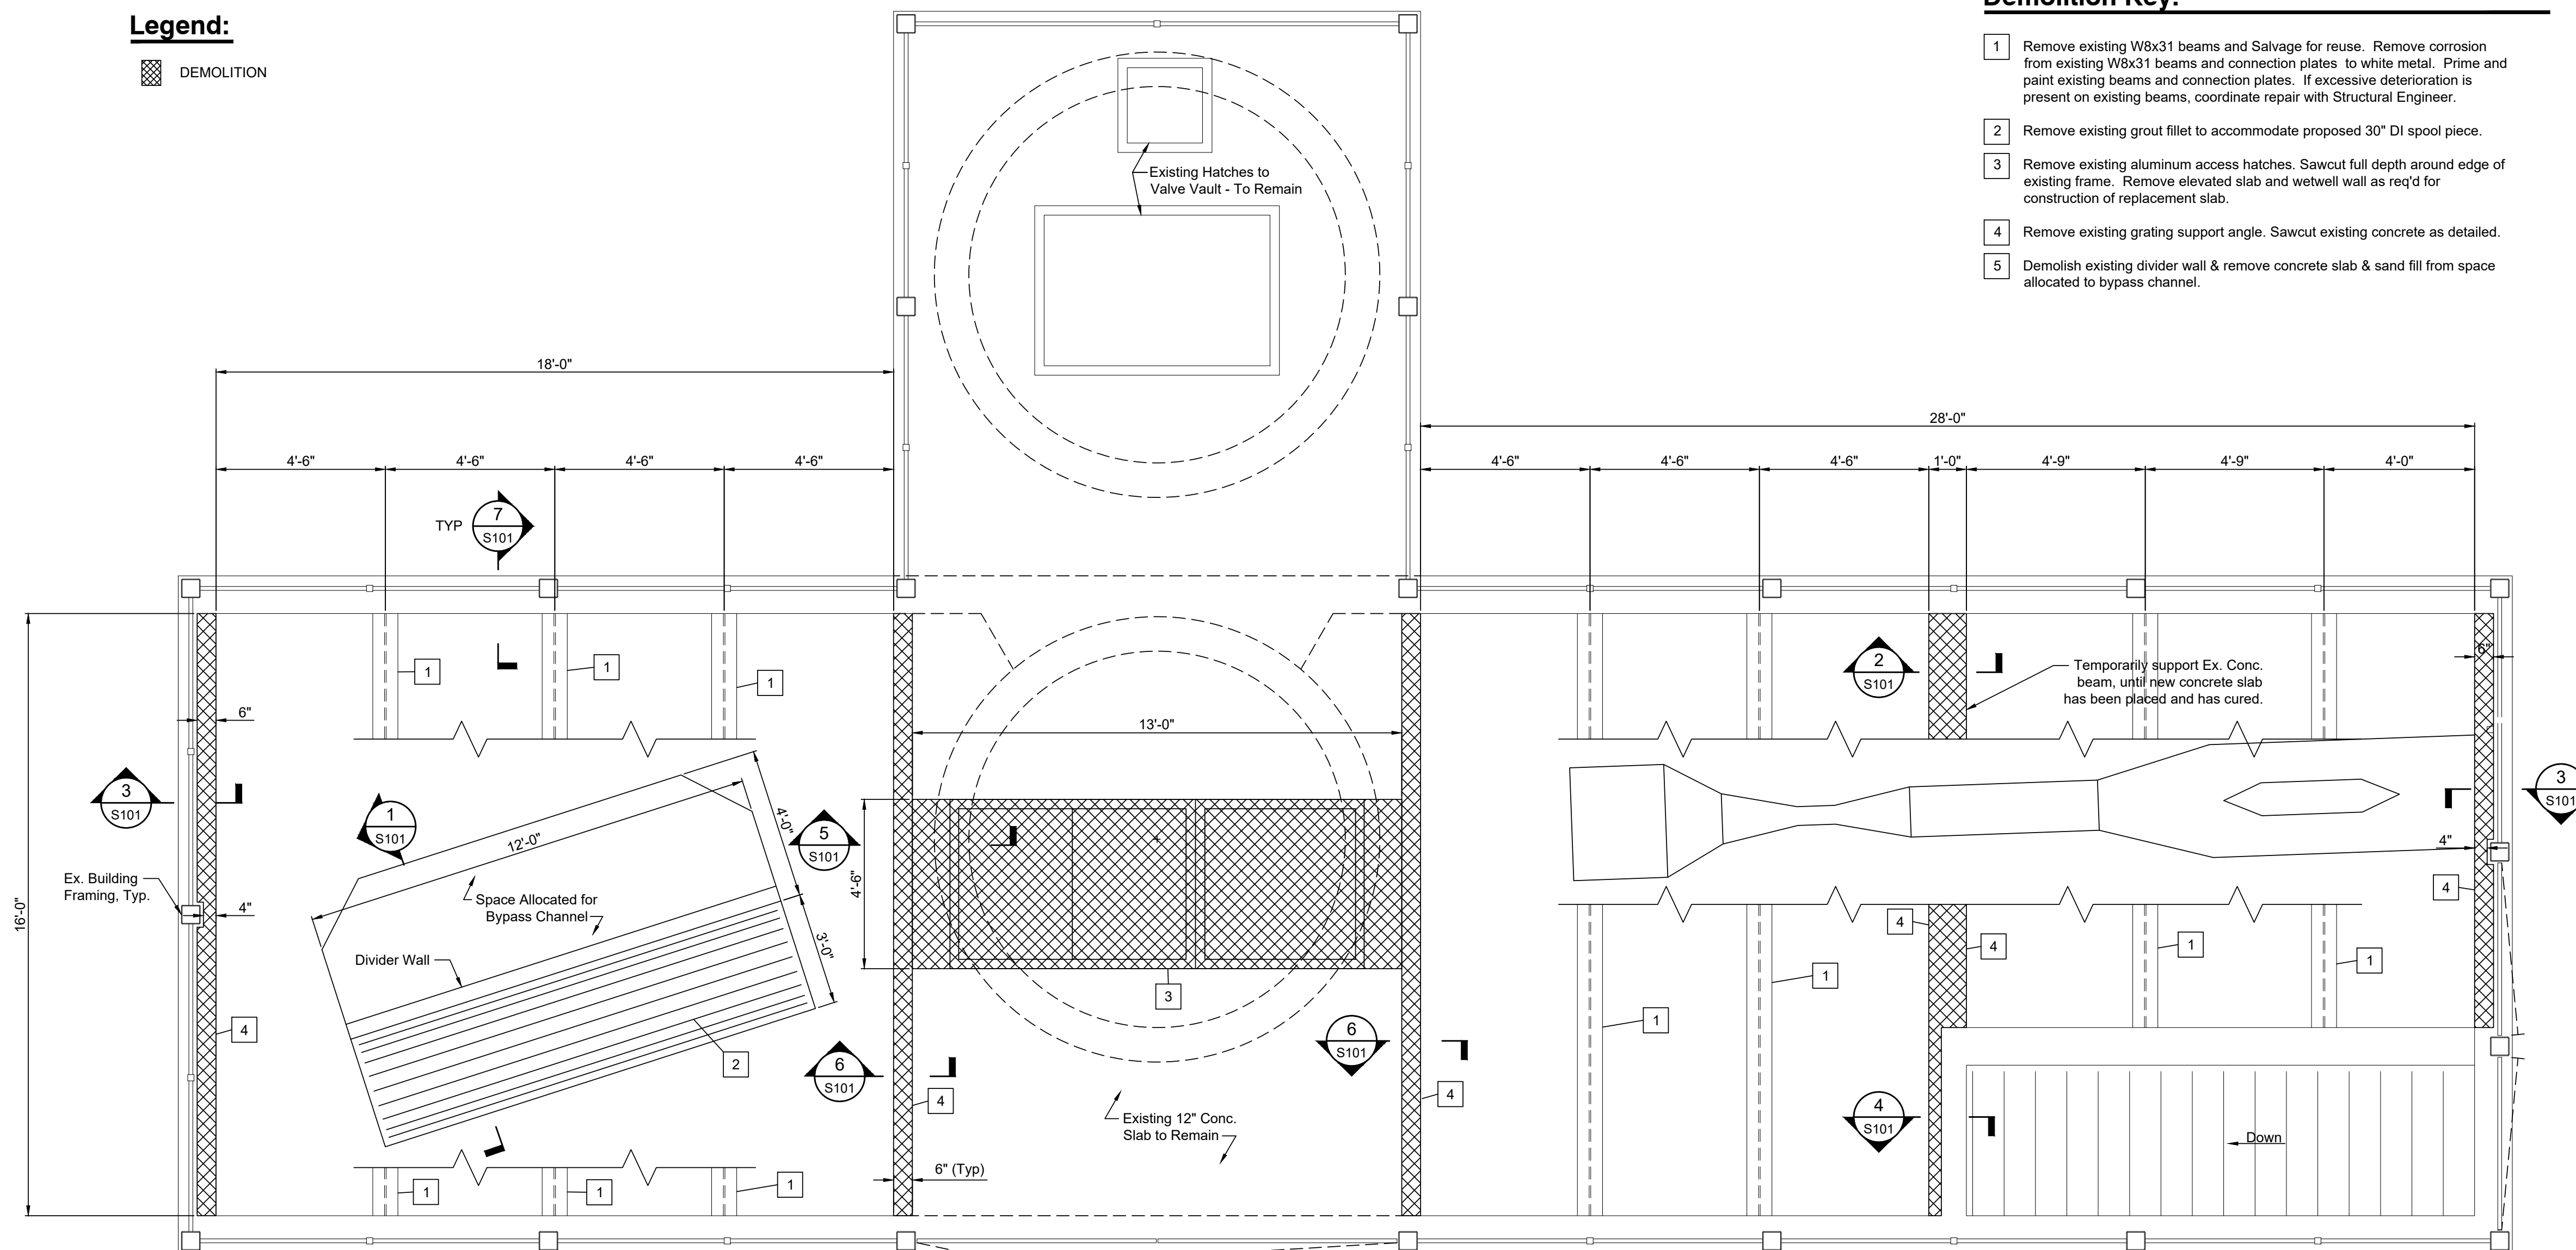 Legend:
DEMOLITION
Demolition Key:
1 Remove existing W8x31 beams and Salvage for reuse. Remove corrosion
from existing W8x31 beams and connection plates to white metal. Prime and
paint existing beams and connection plates. If excessive deterioration is
present on existing beams, coordinate repair with Structural Engineer.
2 Remove existing grout fillet to accommodate proposed 30" DI spool piece.
3 Remove existing aluminum access hatches. Sawcut full depth around edge of
existing frame. Remove elevated slab and wetwell wall as req'd for
construction of replacement slab.
4 Remove existing grating support angle. Sawcut existing concrete as detailed.
5 Demolish existing divider wall & remove concrete slab & sand fill from space
allocated to bypass channel.
Existing Hatches to
Valve Vault - To Remain
18'-0"
28'-0"
4'-6" 4'-6" 4'-6" 4'-6"
4'-6" 4'-6" 4'-6" 1'-0" 4'-9" 4'-9" 4'-0"
TYP
7
S101
1
1
1
2
S101
6"
Temporarily support Ex. Conc.
beam, until new concrete slab
has been placed and has cured.
6"
13'-0"
3
S101
1
S101
12'-0"
4'-0"
5
S101
3
S101
4"
Ex. Building
Framing, Typ.
4"
Space Allocated for
Bypass Channel
4'-6"
16'-0"
Divider Wall
3'-0"
4
4
4
1
1
1
1
3
4
2
6
S101
6
S101
4
4
4
S101
Existing 12" Conc.
Slab to Remain
Down
6" (Typ)
1
1
1